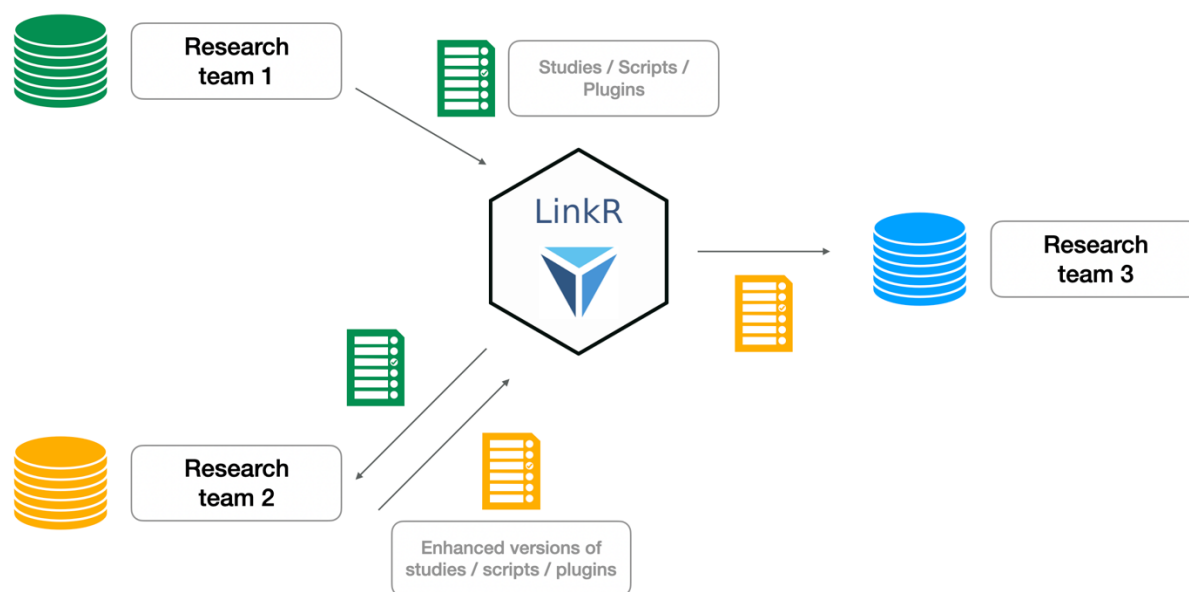 Research
team 1
Studies / Scripts /
Plugins
LinkR
Research
team 3
Research
team 2
Enhanced versions of
studies / scripts / plugins